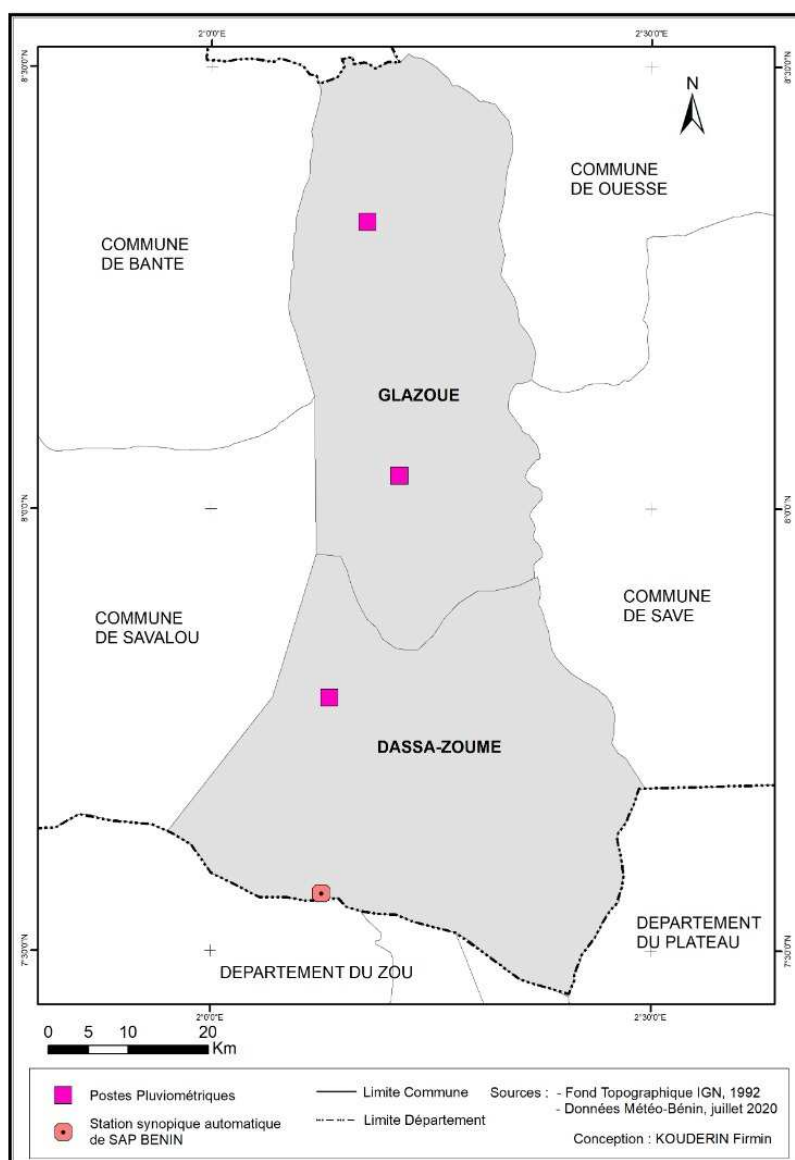 2°0'0"E
2°30'0"E
8°30'0"N
8°30'0"N
N
COMMUNE
DE OUESSE
COMMUNE
DE BANTE
GLAZOUE
8°0'0"N
8°0'0"N
COMMUNE
DE SAVALOU
COMMUNE
DE SAVE
DASSA-ZOUME
DEPARTEMENT
DU PLATEAU
7°30'0"N
7°30'0"N
DEPARTEMENT DU ZOU
2°0'0"E
2°30'0"E
0 5 10 20
Km
Postes Pluviométriques
Station synopique automatique
de SAP BENIN
Limite Commune
Limite Département
Sources : - Fond Topographique IGN, 1992
- Données Météo-Bénin, juillet 2020
Conception : KOUDERIN Firmin